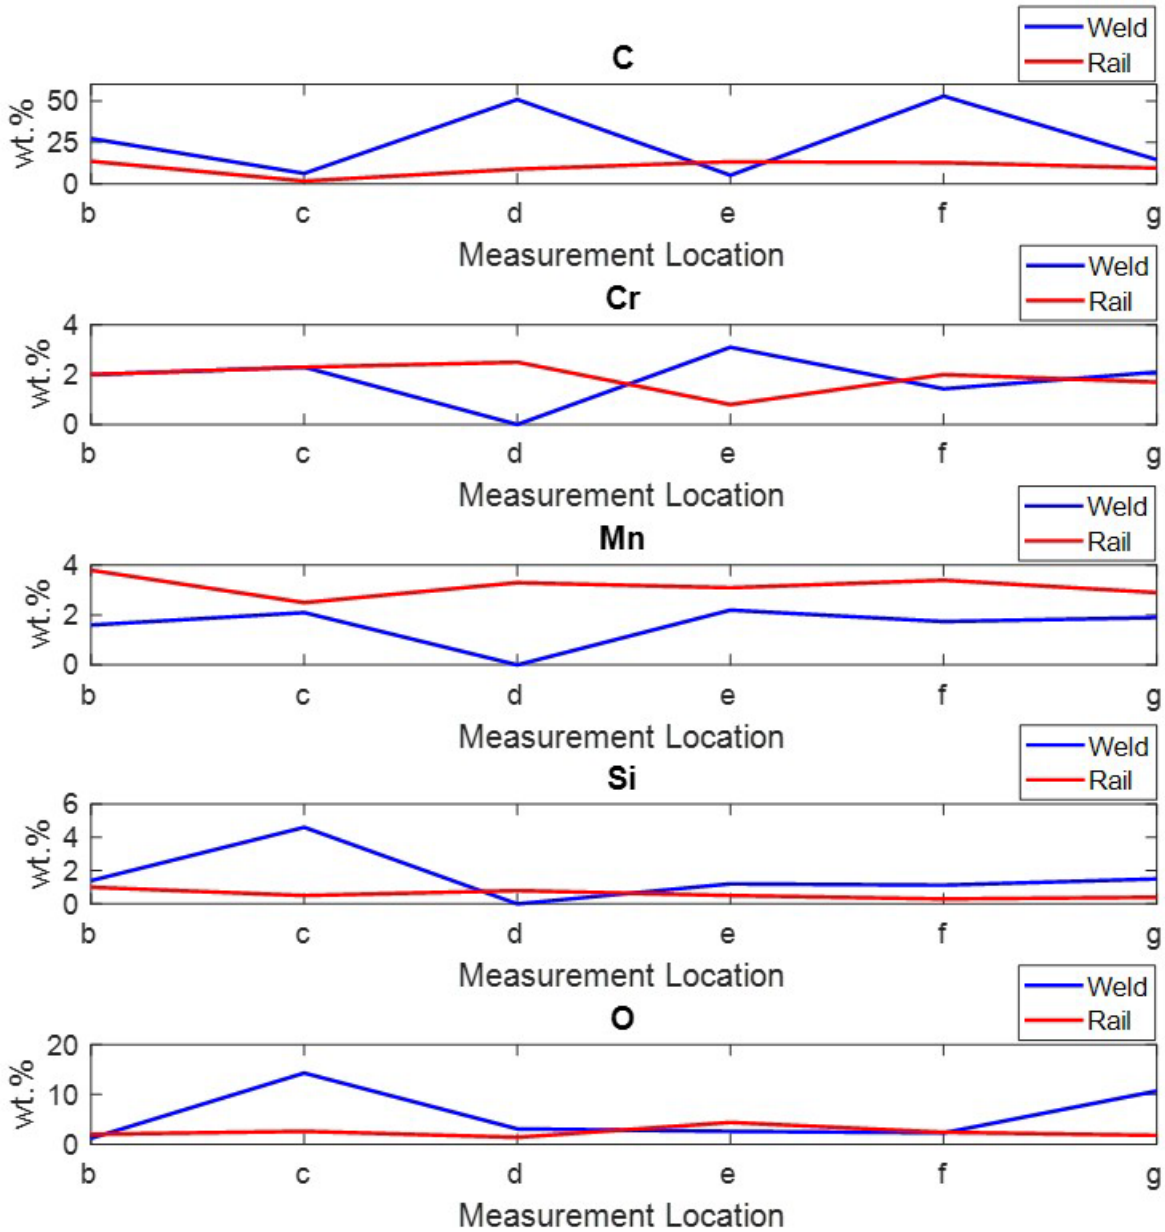 Weld
Rail
C
wt.%
50
25
0
b c d e f g
Measurement Location
Weld
Rail
Cr
wt.%
4
2
0
b c d e f g
Measurement Location
Weld
Rail
Mn
wt.%
4
2
0
b c d e f g
Measurement Location
Weld
Rail
Si
wt.%
6
4
2
0
b c d e f g
Measurement Location
Weld
Rail
O
wt.%
20
10
0
b c d e f g
Measurement Location